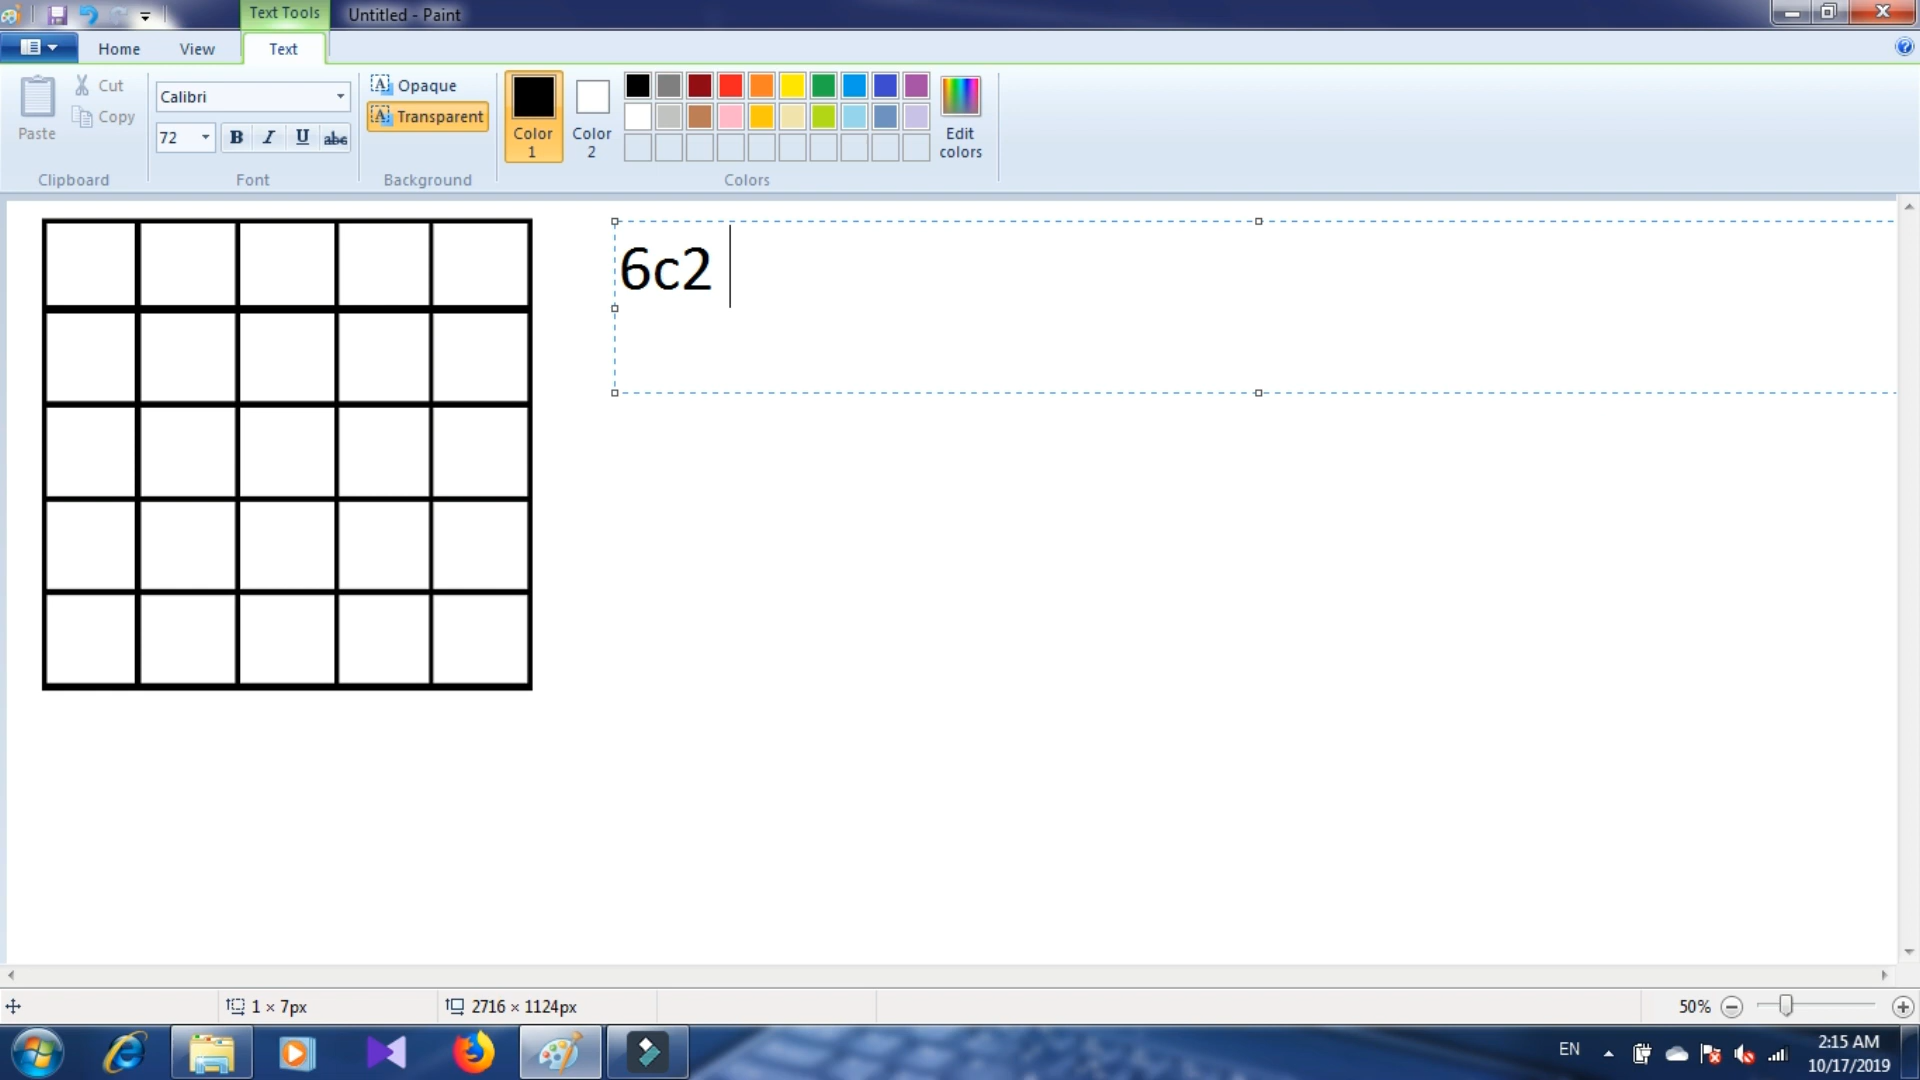 Text Tools
Untitled - Paint
Home
View
Text
Paste
Cut
Copy
Clipboard
Calibri
72
B
I
U
abc
Font
A
Opaque
A
Transparent
Background
Color
1
Color
2
Edit
colors
Colors
6c2
1 × 7px
2716 × 1124px
50%
EN
2:15 AM
10/17/2019